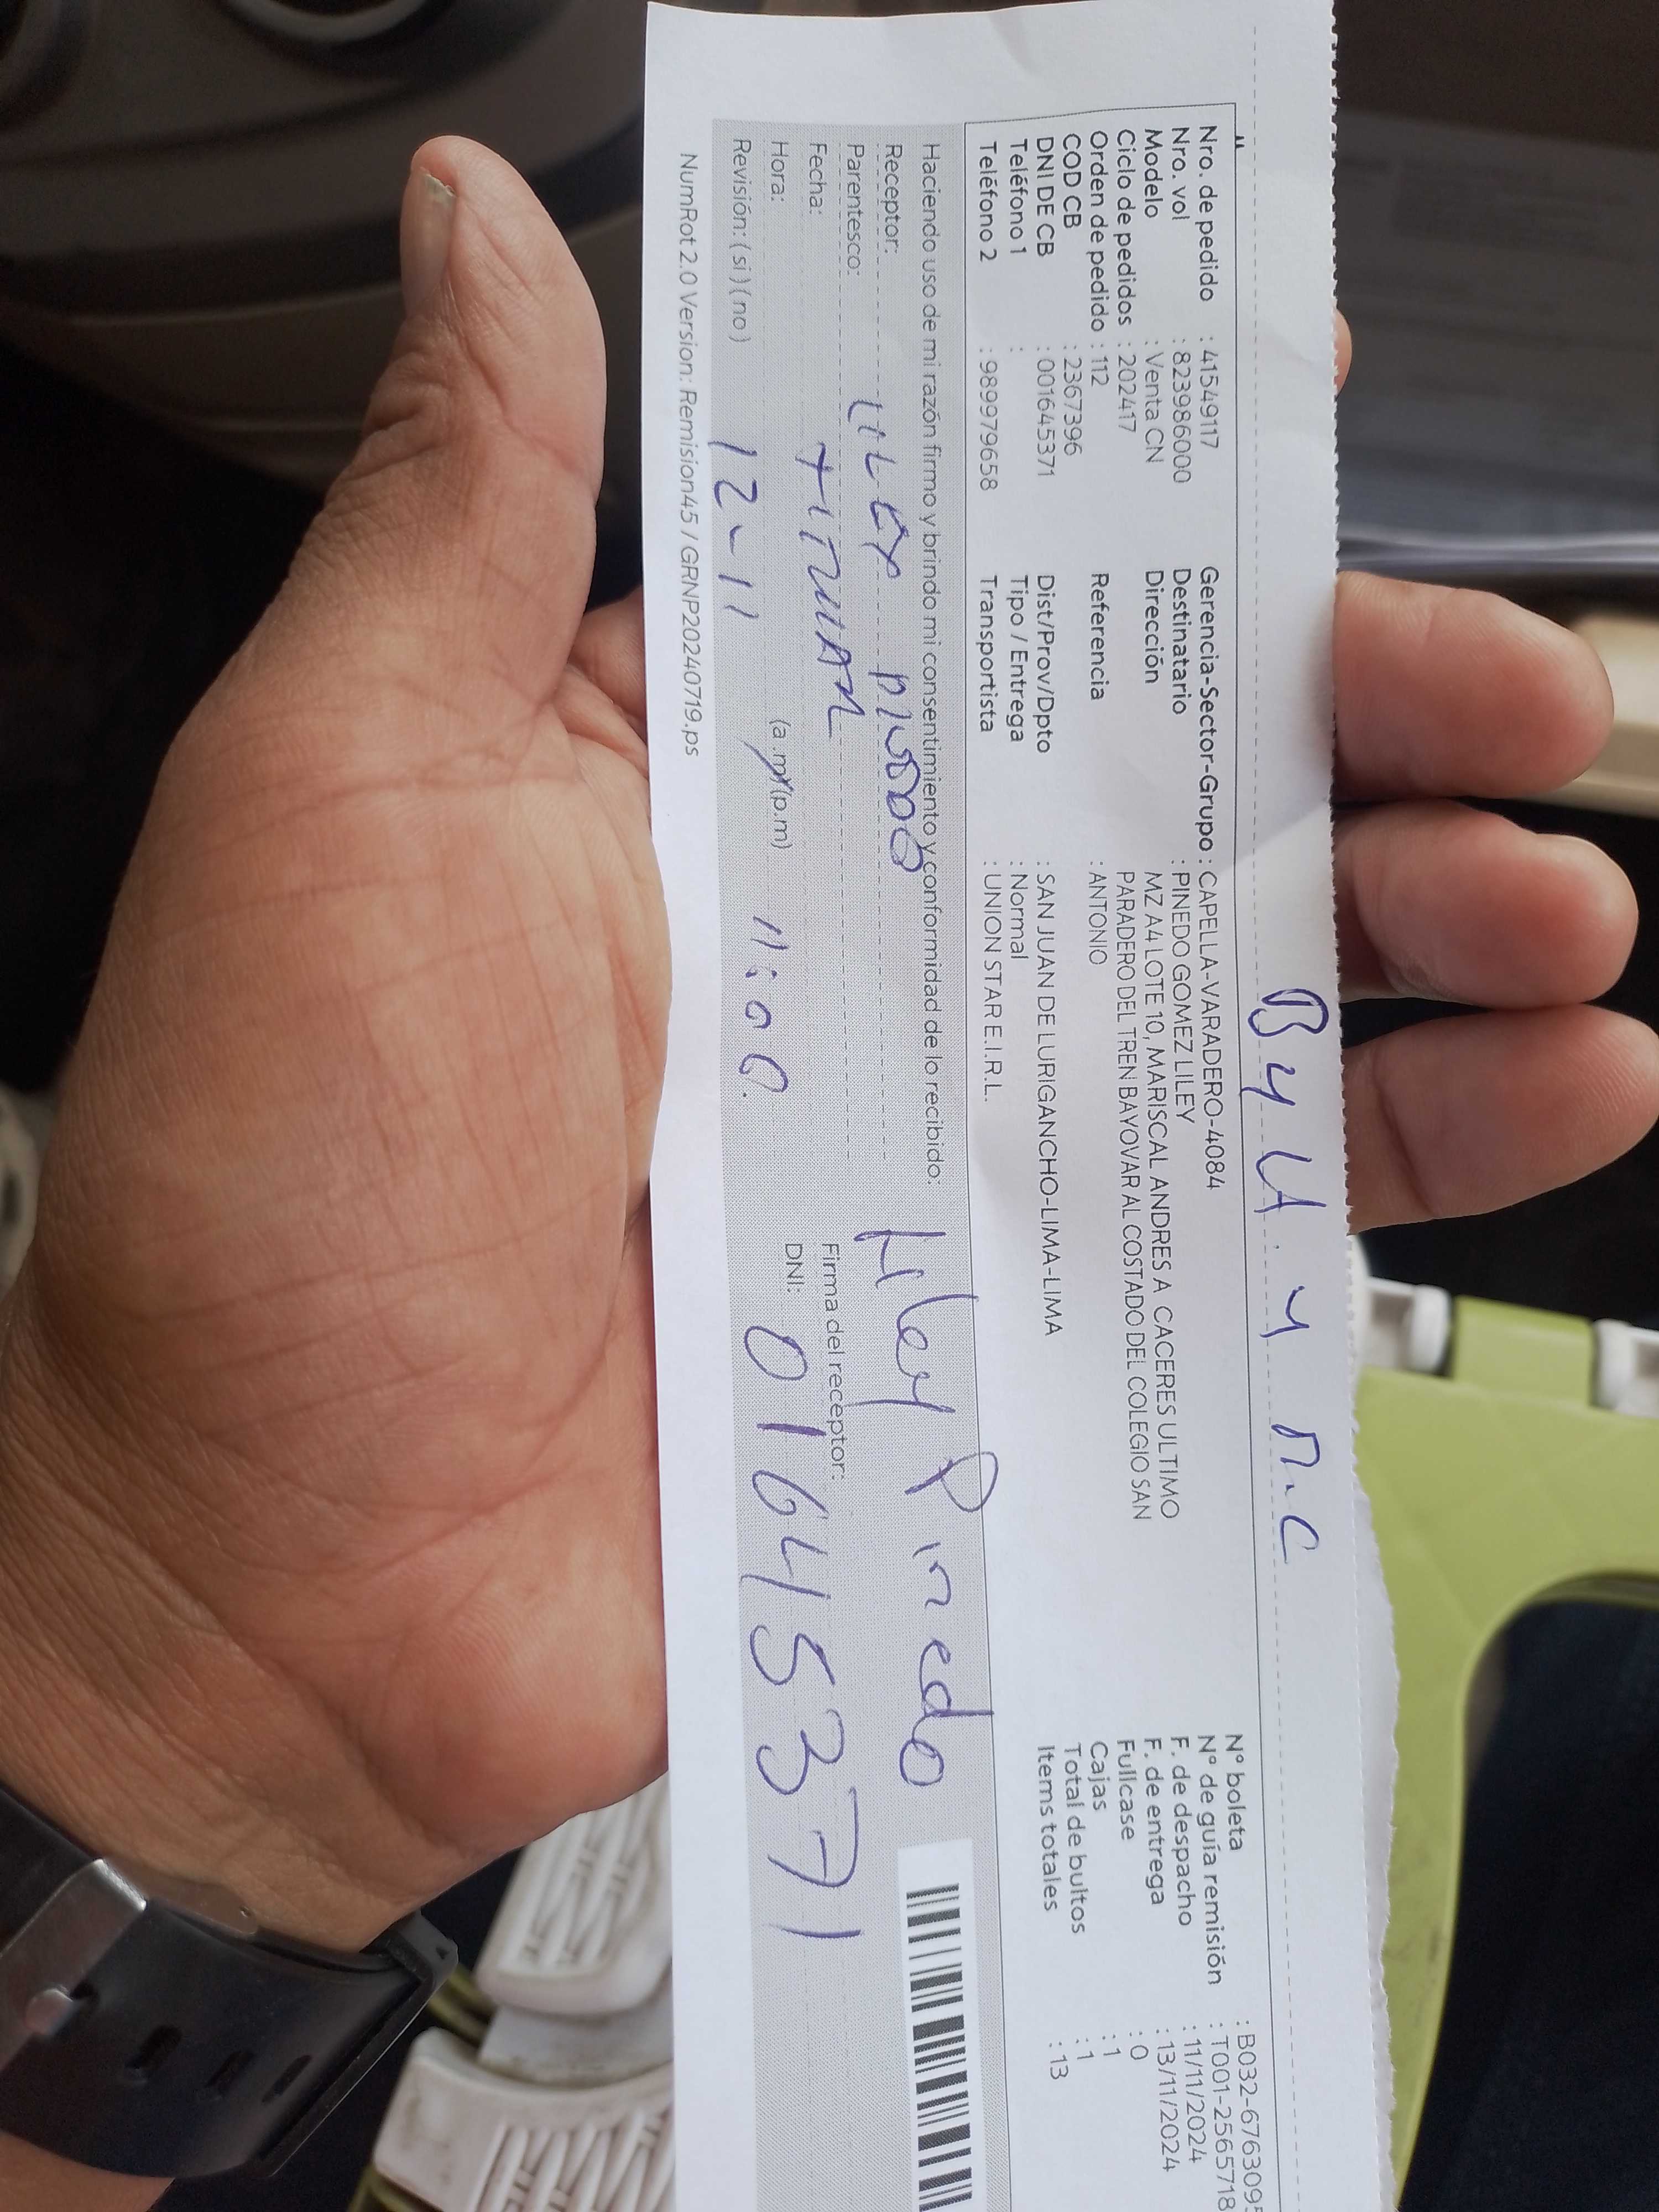 B y U. y n.c
Nro. de pedido : 41549117
Nro. vol : 823986000
Modelo : Venta CN
Ciclo de pedidos : 202417
Orden de pedido : 112
COD CB : 2367396
DNI DE CB : 001645371
Teléfono 1 :
Teléfono 2 : 989979658
Gerencia-Sector-Grupo : CAPELLA-VARADERO-4084
Destinatario : PINEDO GOMEZ LILEY
Dirección : MZ A4 LOTE 10, MARISCAL ANDRES A CACERES ULTIMO
PARADERO DEL TREN BAYOVAR AL COSTADO DEL COLEGIO SAN
Referencia : ANTONIO
Dist/Prov/Dpto : SAN JUAN DE LURIGANCHO-LIMA-LIMA
Tipo / Entrega : Normal
Transportista : UNION STAR E.I.R.L.
N° boleta : B032-6763095
N° de guía remisión : T001-2565718
F. de despacho : 11/11/2024
F. de entrega : 13/11/2024
Fullcase : 0
Cajas : 1
Total de bultos : 1
Items totales : 13
Haciendo uso de mi razón firmo y brindo mi consentimiento y conformidad de lo recibido:
Receptor: LILEY PINEDO
Parentesco: TITUAR
Fecha: 12-11
Hora: (a.m)(p.m) 11:00.
Revisión: (si)(no)
Liley Pinedo
Firma del receptor:
DNI: 01645371
NumRot 2.0 Version: Remision45 / GRNP20240719.ps